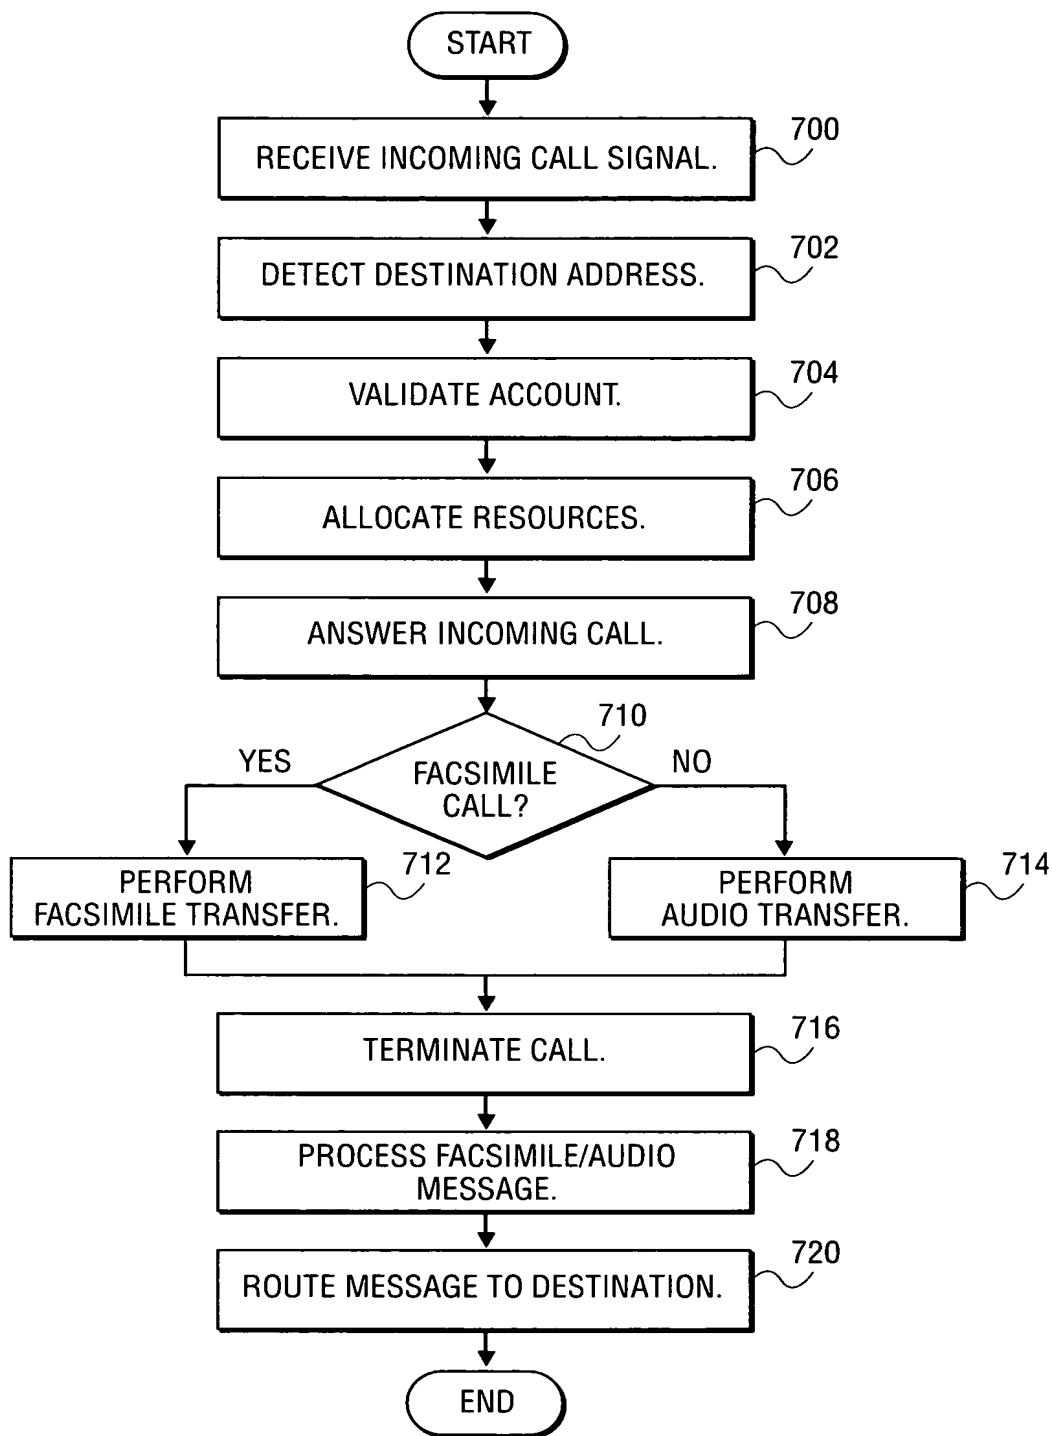 START
700
RECEIVE INCOMING CALL SIGNAL.
702
DETECT DESTINATION ADDRESS.
704
VALIDATE ACCOUNT.
706
ALLOCATE RESOURCES.
708
ANSWER INCOMING CALL.
710
YES
FACSIMILE
CALL?
NO
712
PERFORM
FACSIMILE TRANSFER.
714
PERFORM
AUDIO TRANSFER.
716
TERMINATE CALL.
718
PROCESS FACSIMILE/AUDIO
MESSAGE.
720
ROUTE MESSAGE TO DESTINATION.
END